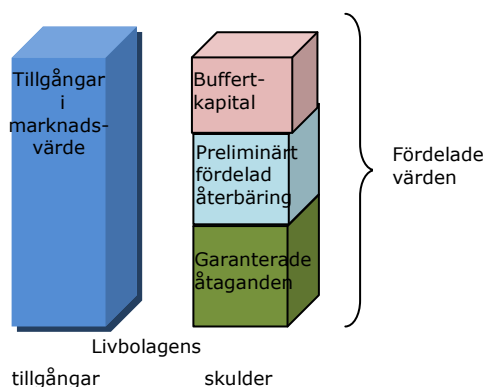 Tillgångar
i
marknads-
värde
Buffert-
kapital
Preliminärt
fördelad
återbäring
Garanterade
åtaganden
Fördelade
värden
Livbolagens
tillgångar
skulder